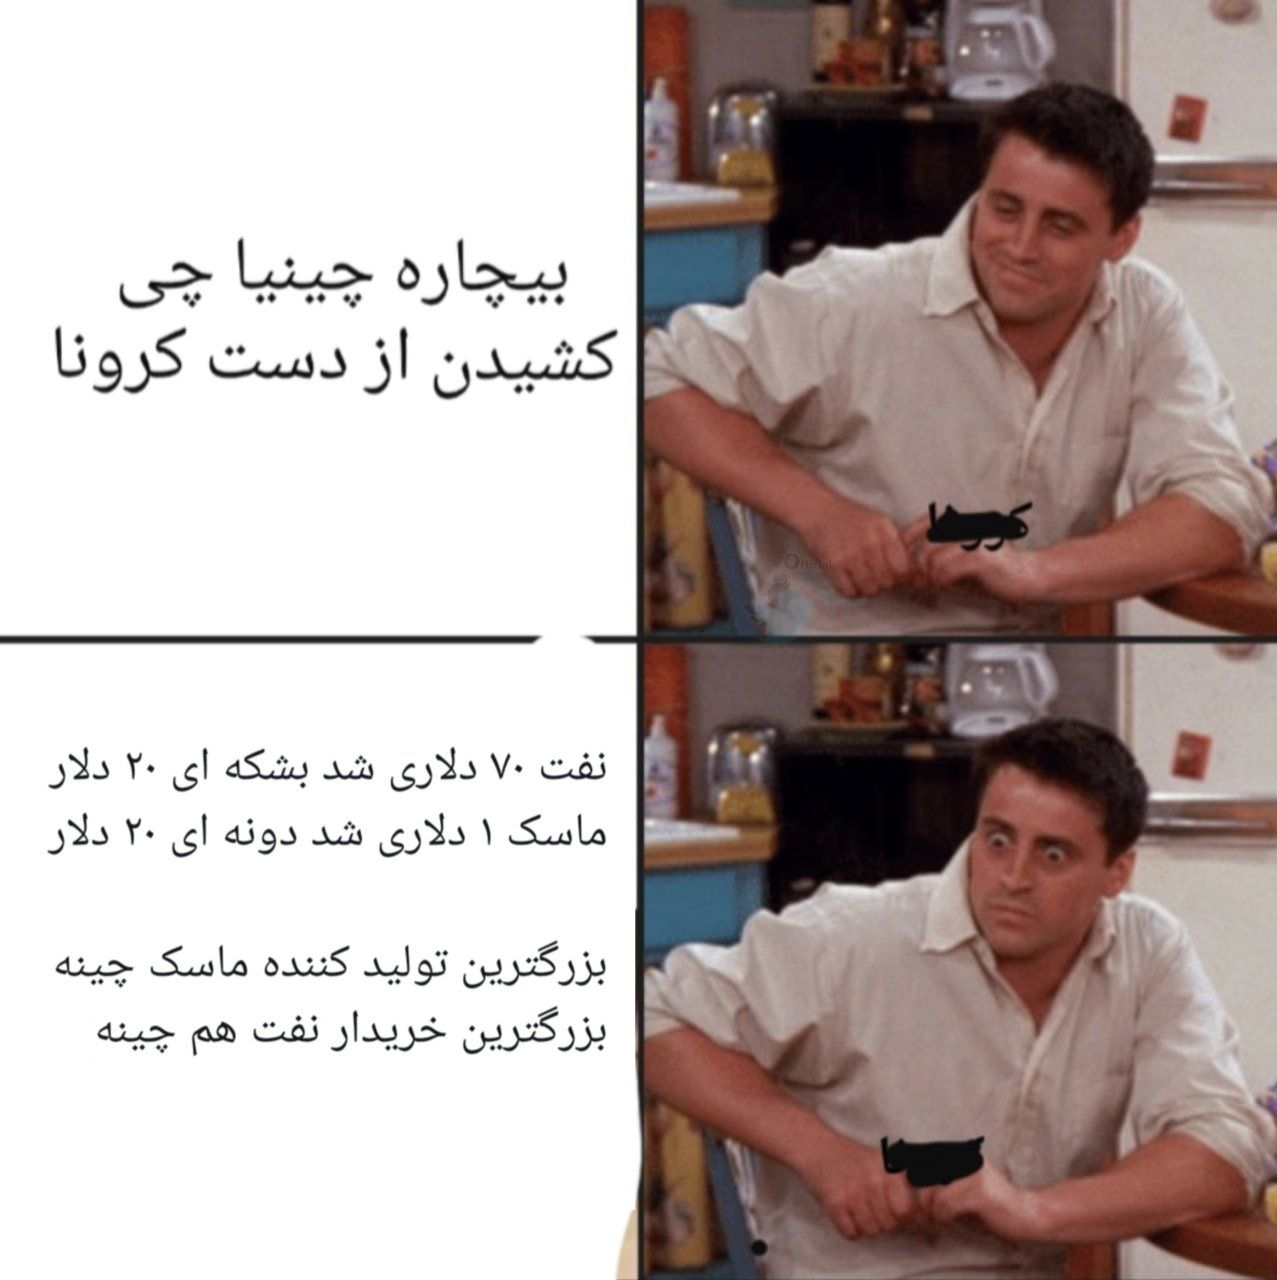 بیچاره چینیا چی
کشیدن از دست کرونا
Official
نفت ۷۰ دلاری شد بشکه ای ۲۰ دلار
ماسک ۱ دلاری شد دونه ای ۲۰ دلار
بزرگترین تولید کننده ماسک چینه
بزرگترین خریدار نفت هم چینه